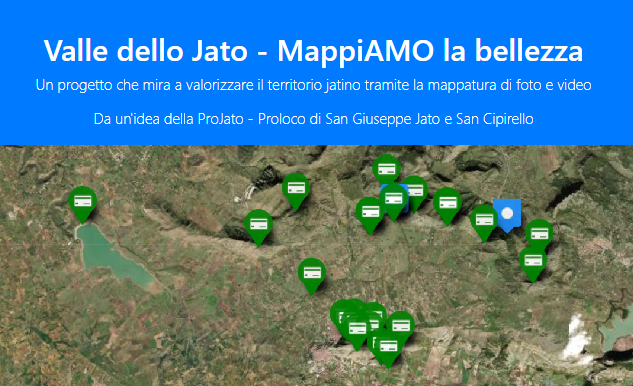 Valle dello Jato - MappiAMO la bellezza
Un progetto che mira a valorizzare il territorio jatino tramite la mappatura di foto e video
Da un'idea della ProJato - Proloco di San Giuseppe Jato e San Cipirello